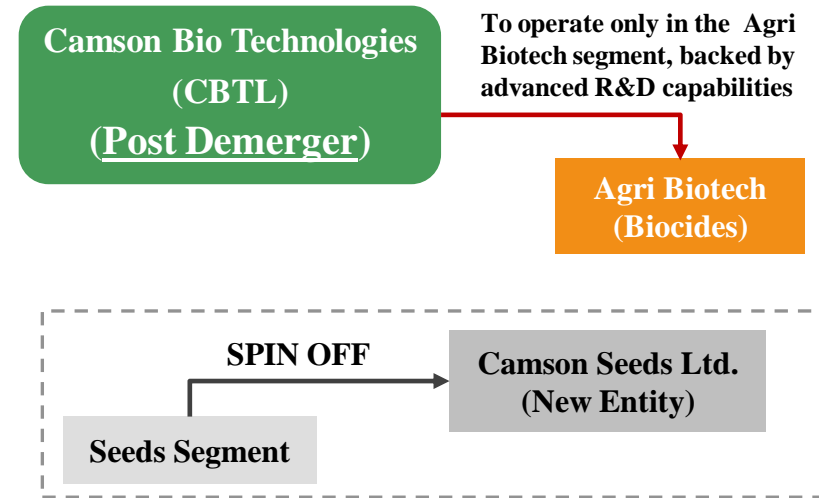 Camson Bio Technologies
(CBTL)
(Post Demerger)
To operate only in the Agri
Biotech segment, backed by
advanced R&D capabilities
Agri Biotech
(Biocides)
SPIN OFF
Camson Seeds Ltd.
(New Entity)
Seeds Segment